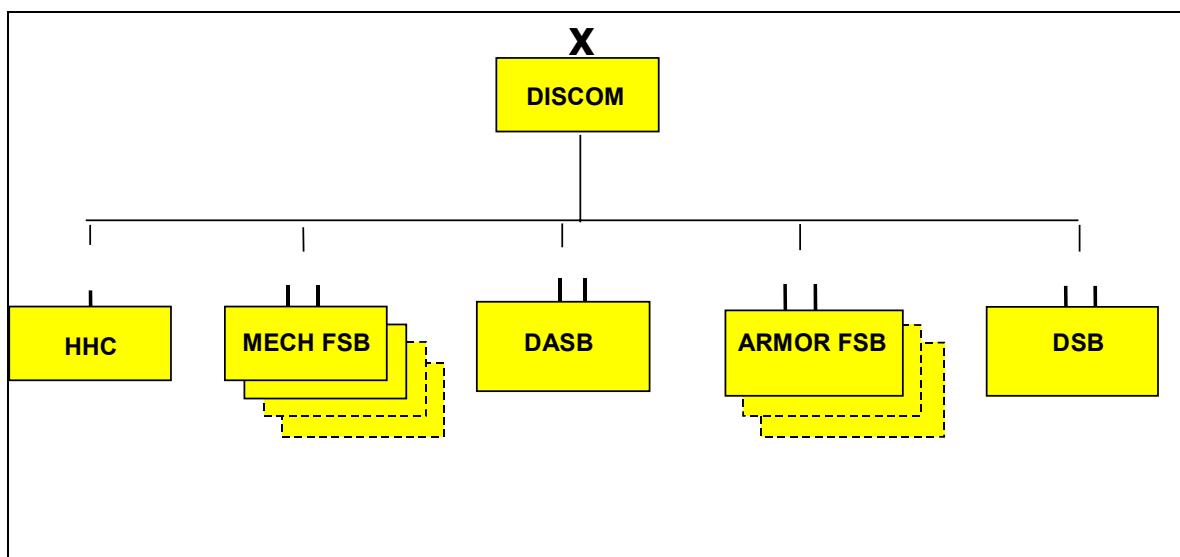 X
DISCOM
HHC
MECH FSB
DASB
ARMOR FSB
DSB